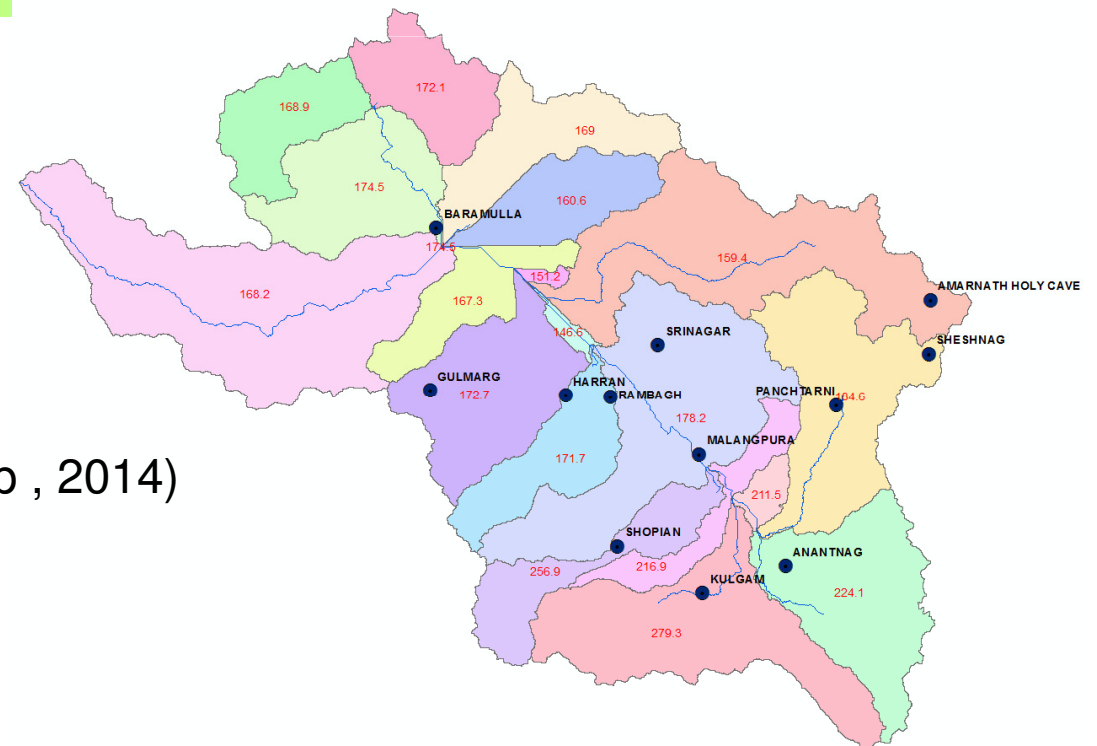 172.1
168.9
169
174.5
160.6
BARAMULLA
174.5
159.4
151.2
AMARNATH HOLY CAVE
168.2
167.3
SRINAGAR
146.6
SHESHNAG
GULMARG
172.7
HARRAN
RAMBAGH
PANCHTARNI
178.2
MALANGPURA
171.7
, 2014)
211.5
SHOPIAN
ANANTNAG
256.9
216.9
KULGAM
224.1
279.3